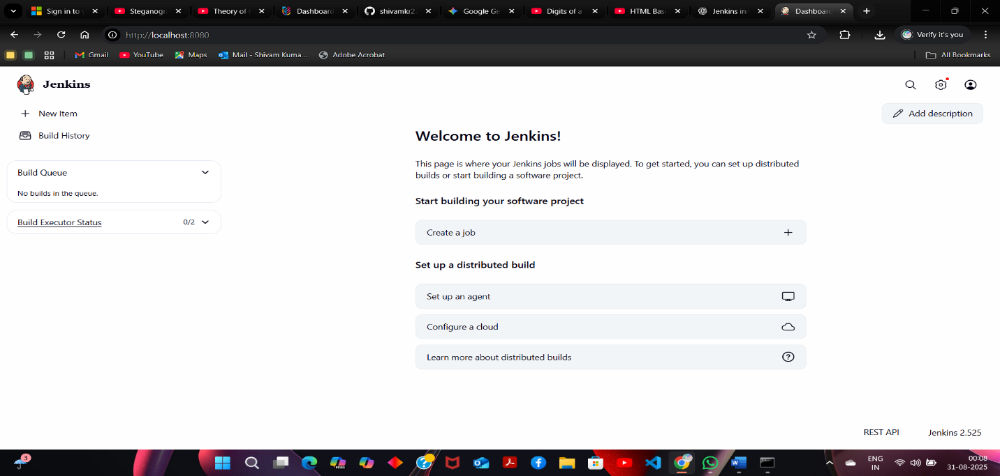 Sign in to y
Steganogr
Theory of
Dashboard
shivamkr2
Google Ge
Digits of a
HTML Bas
Jenkins ini
Dashboard
http://localhost:8080
Verify it's you
Gmail
YouTube
Maps
Mail - Shivam Kuma...
Adobe Acrobat
All Bookmarks
Jenkins
New Item
Add description
Build History
Welcome to Jenkins!
This page is where your Jenkins jobs will be displayed. To get started, you can set up distributed
builds or start building a software project.
Build Queue
No builds in the queue.
Build Executor Status 0/2
Start building your software project
Create a job
Set up a distributed build
Set up an agent
Configure a cloud
Learn more about distributed builds
REST API Jenkins 2.525
3
M365
ENG
IN
00:08
31-08-2025